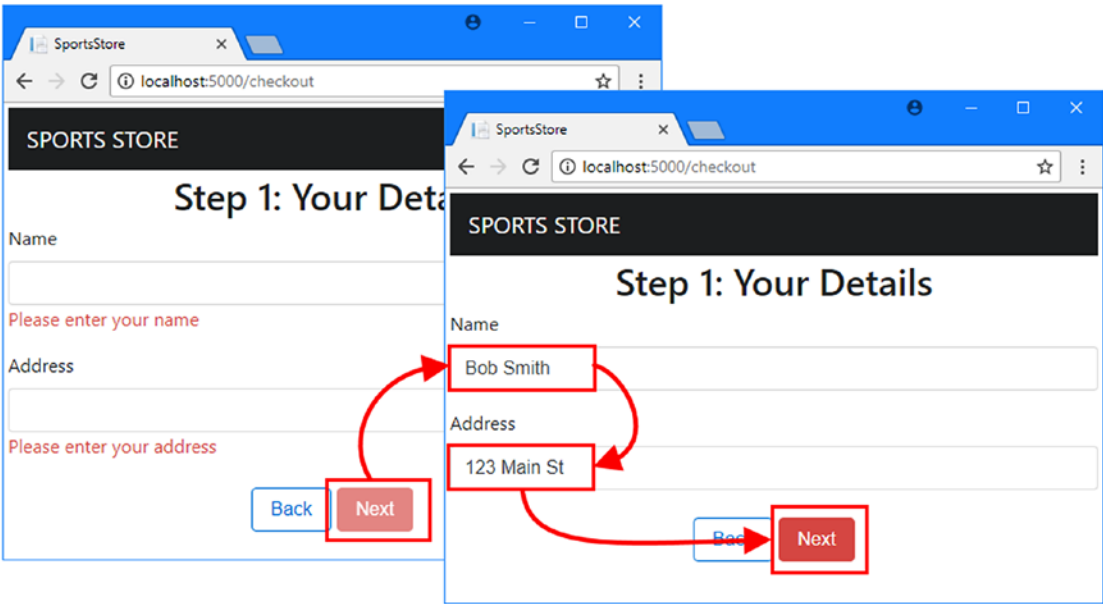 SportsStore
localhost:5000/checkout
SPORTS STORE
Step 1: Your
Name
Please enter your name
Address
Please enter your address
Back
Next
SportsStore
localhost:5000/checkout
SPORTS STORE
Step 1: Your Details
Name
Bob Smith
Address
123 Main St
Next